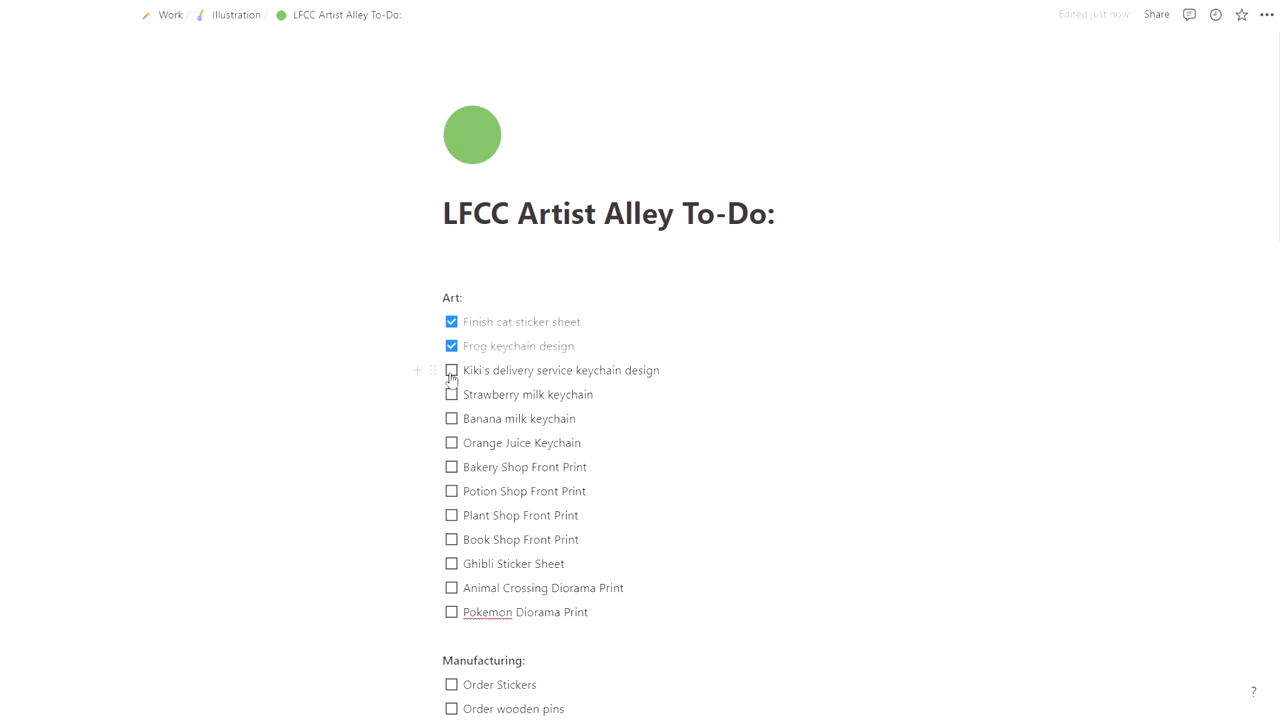 Work / Illustration / LFCC Artist Alley To-Do:
Edited just now Share
LFCC Artist Alley To-Do:
Art:
Finish cat sticker sheet
Frog keychain design
Kiki's delivery service keychain design
Strawberry milk keychain
Banana milk keychain
Orange Juice Keychain
Bakery Shop Front Print
Potion Shop Front Print
Plant Shop Front Print
Book Shop Front Print
Ghibli Sticker Sheet
Animal Crossing Diorama Print
Pokemon Diorama Print
Manufacturing:
Order Stickers
Order wooden pins
?